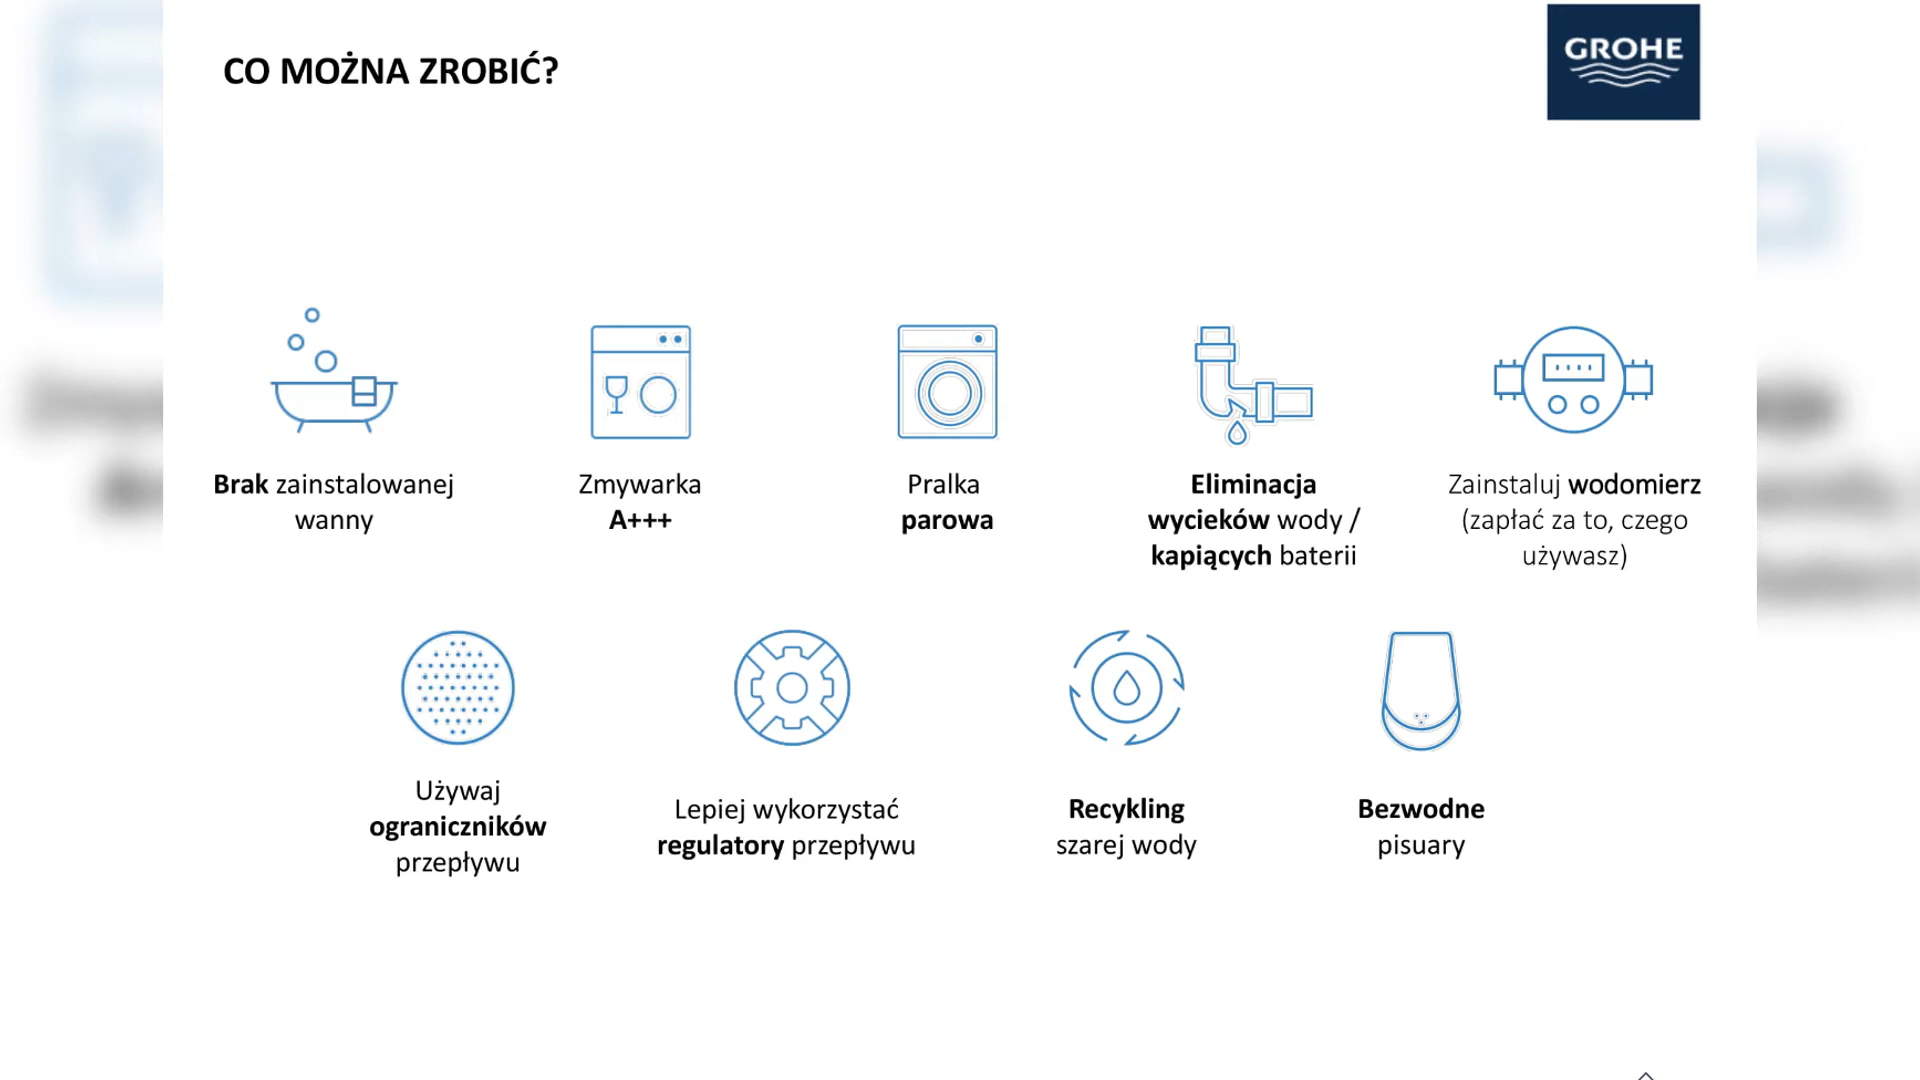 CO MOŻNA ZROBIĆ?
GROHE
Brak zainstalowanej
wanny
Zmywarka
A+++
Pralka
parowa
Eliminacja
wycieków wody /
kapiących baterii
Zainstaluj wodomierz
(zapłać za to, czego
używasz)
Używaj
ograniczników
przepływu
Lepiej wykorzystać
regulatory przepływu
Recykling
szarej wody
Bezwodne
pisuary